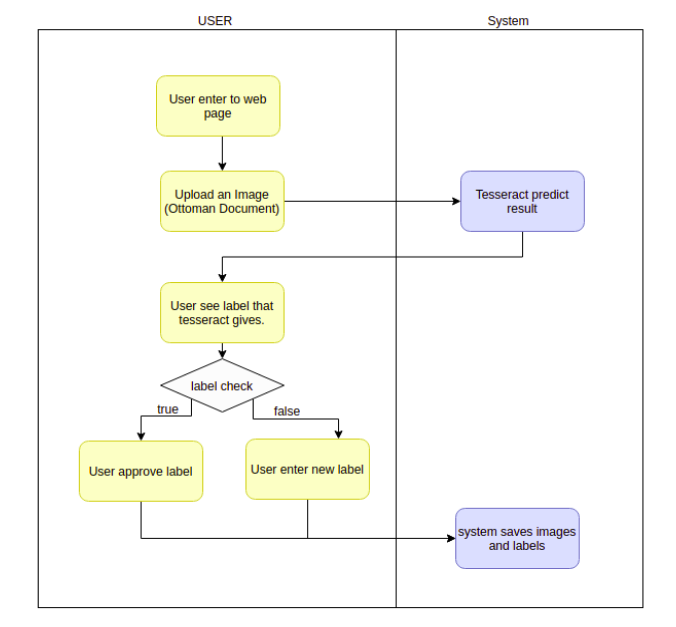 USER
System
User enter to web
page
Upload an Image
(Ottoman Document)
Tesseract predict
result
User see label that
tesseract gives.
label check
true
false
User approve label
User enter new label
system saves images
and labels